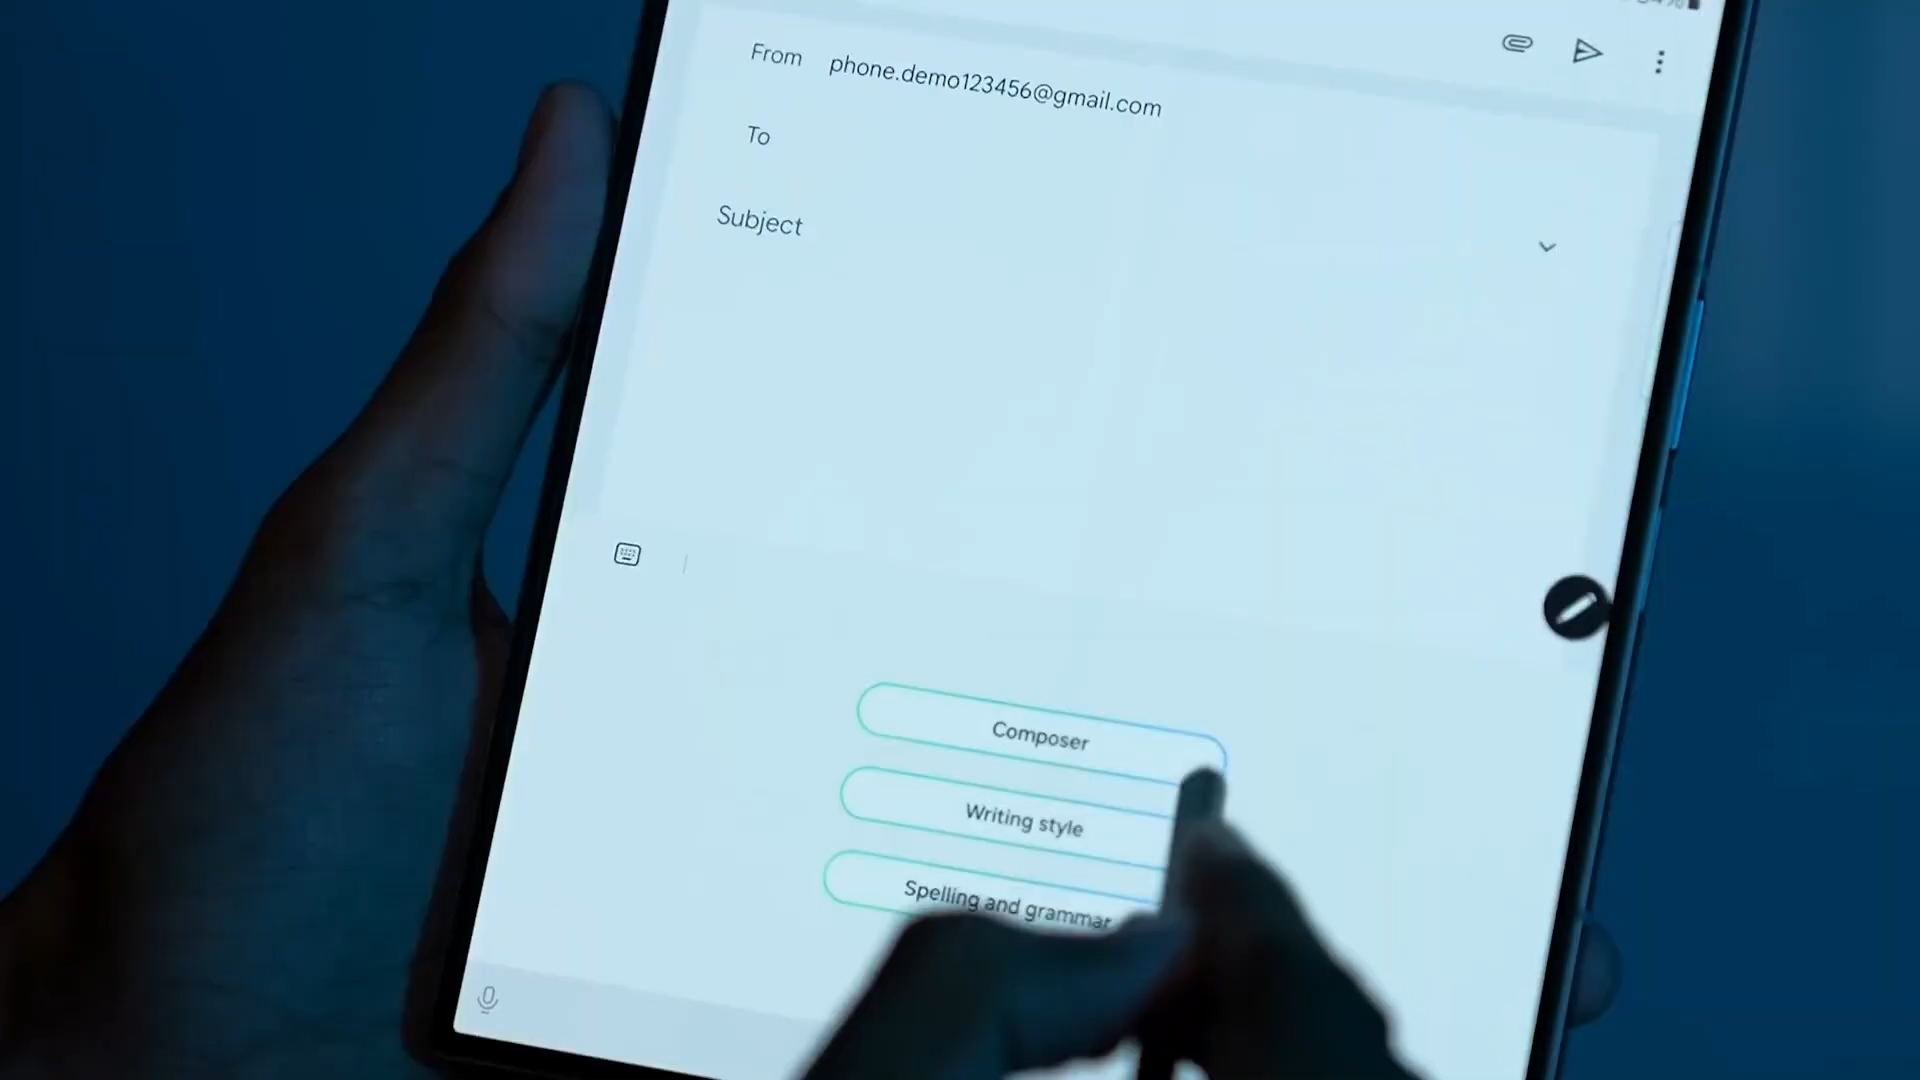 From phone.demo123456@gmail.com
To
Subject
Composer
Writing style
Spelling and grammar